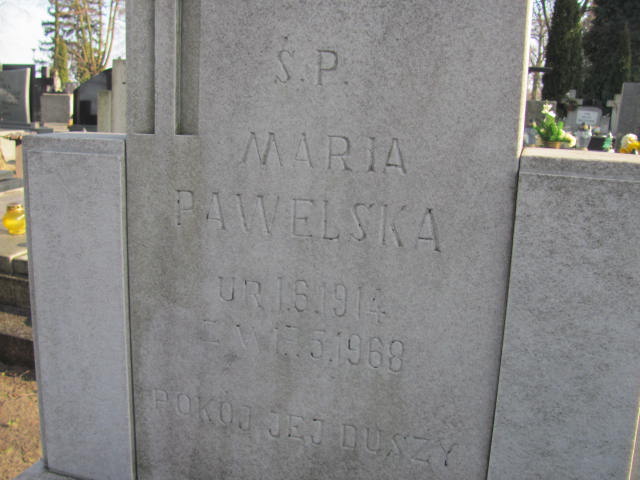 Ś.P.
MARIA
PAWELSKA
UR.1.6.1914
ZM.17.5.1968
POKÓJ JEJ DUSZY